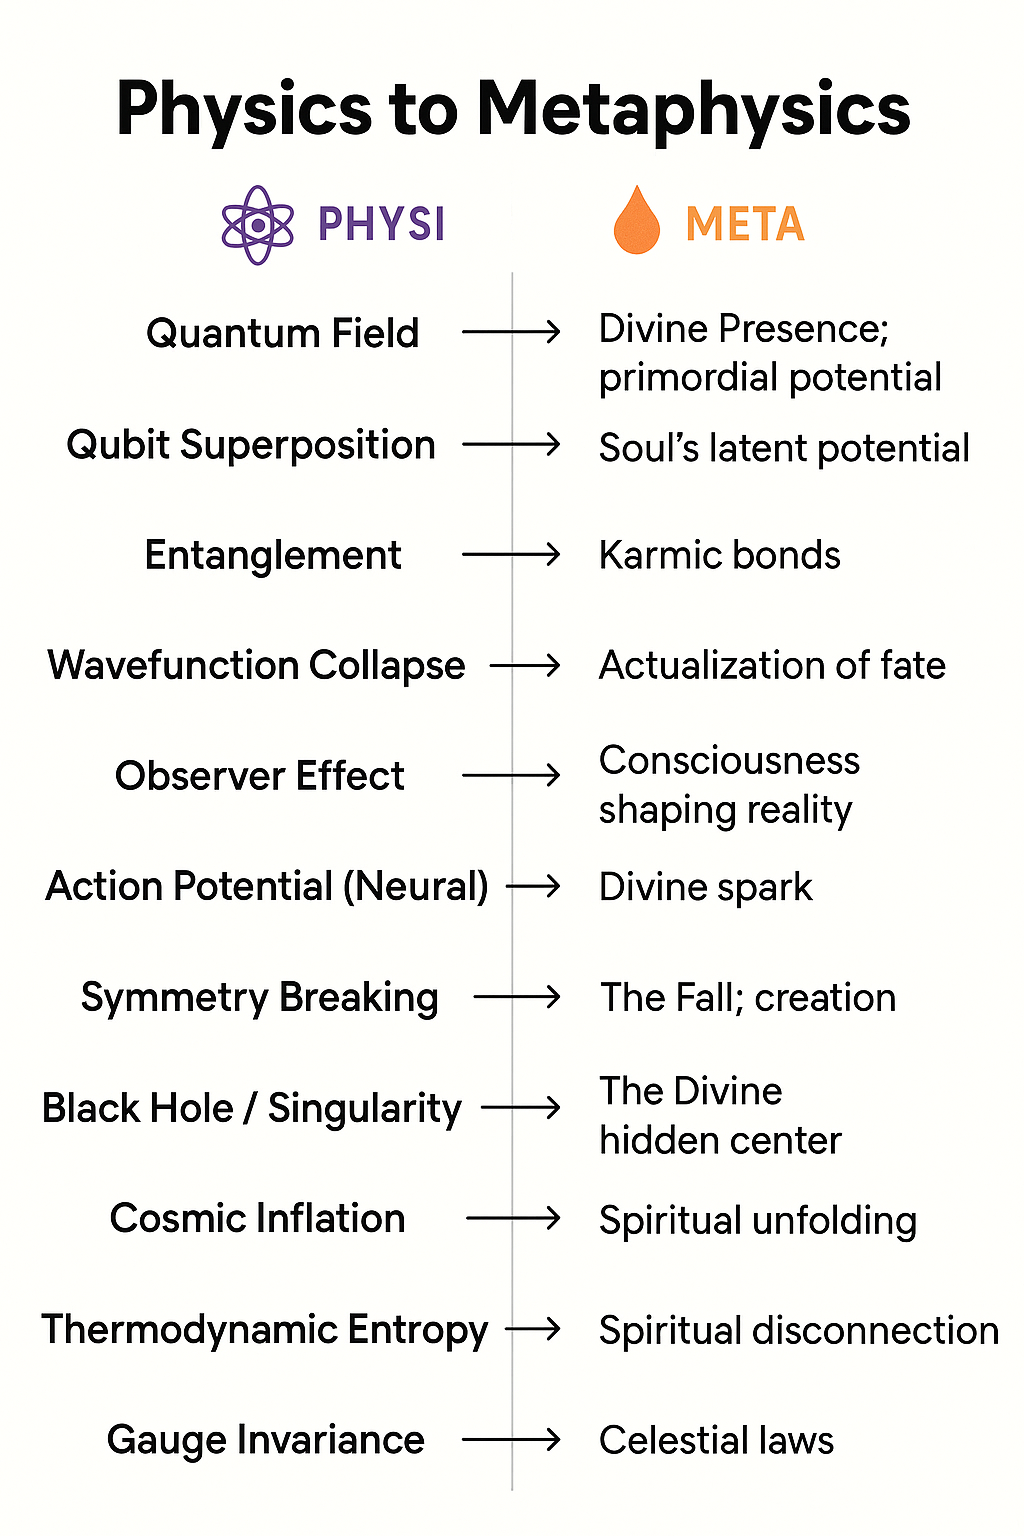 Physics to Metaphysics
PHYSI
META
Quantum Field
Divine Presence;
primordial potential
Qubit Superposition
Soul’s latent potential
Entanglement
Karmic bonds
Wavefunction Collapse
Actualization of fate
Observer Effect
Consciousness
shaping reality
Action Potential (Neural)
Divine spark
Symmetry Breaking
The Fall; creation
Black Hole / Singularity
The Divine
hidden center
Cosmic Inflation
Spiritual unfolding
Thermodynamic Entropy
Spiritual disconnection
Gauge Invariance
Celestial laws